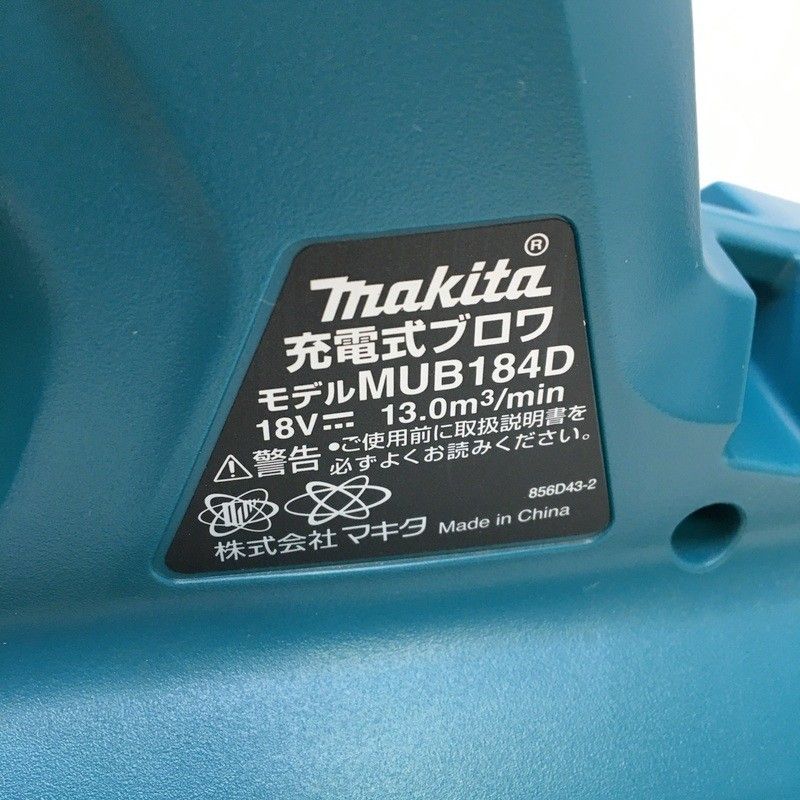 makita®
充電式ブロワ
モデルMUB184D
18V⎓ 13.0m³/min
⚠警告 •ご使用前に取扱説明書を
必ずよくお読みください。
856D43-2
株式会社マキタ Made in China